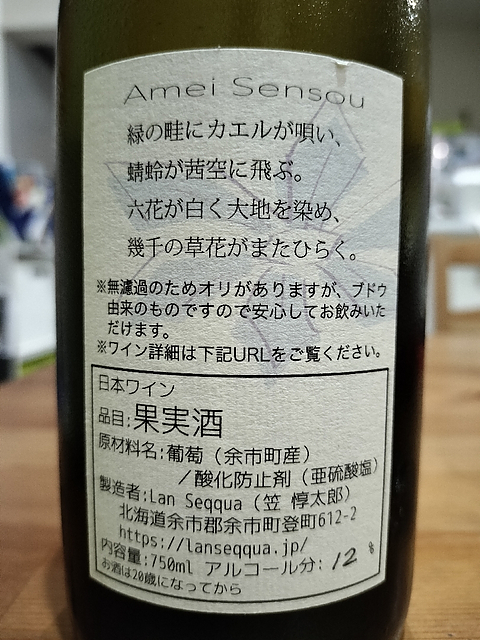 Amei Sensou
緑の畦にカエルが唄い、
蜻蛉が茜空に飛ぶ。
六花が白く大地を染め、
幾千の草花がまたひらく。
※無濾過のためオリがありますが、ブドウ
由来のものですので安心してお飲みいた
だけます。
※ワイン詳細は下記URLをご覧ください。
日本ワイン
品目:果実酒
原材料名:葡萄（余市町産）
／酸化防止剤（亜硫酸塩）
製造者:Lan Seqqua（笠 惇太郎）
北海道余市郡余市町登町612-2
https://lanseqqua.jp/
内容量:750ml アルコール分: 12 %
お酒は20歳になってから